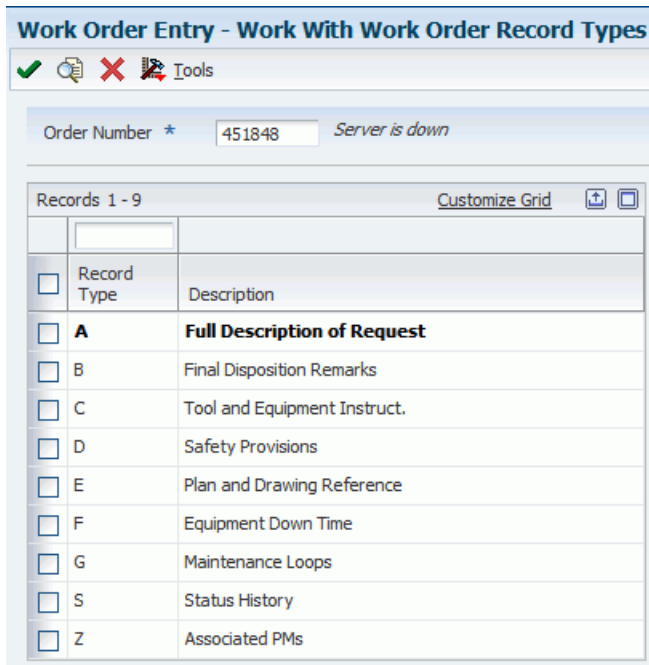 Work Order Entry - Work With Work Order Record Types
Tools
Order Number * 451848 Server is down
Records 1 - 9 Customize Grid
Record Type Description
A Full Description of Request
B Final Disposition Remarks
C Tool and Equipment Instruct.
D Safety Provisions
E Plan and Drawing Reference
F Equipment Down Time
G Maintenance Loops
S Status History
Z Associated PMs